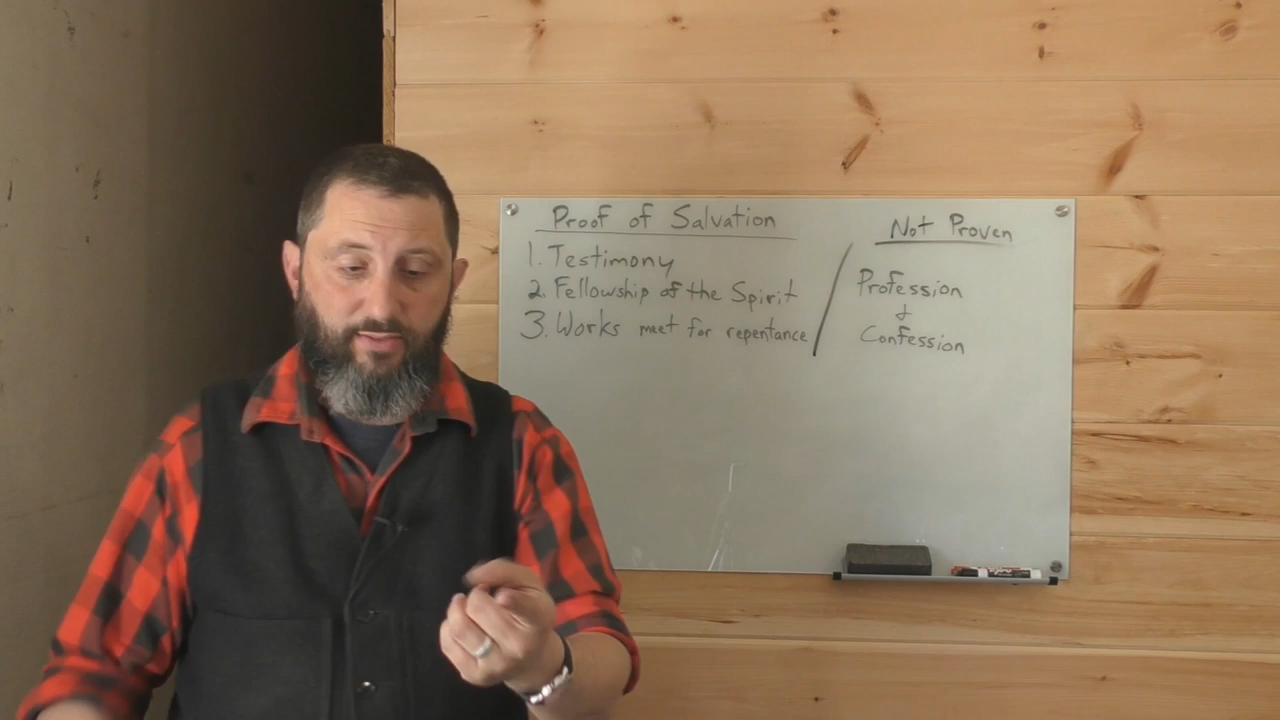 Proof of Salvation
1. Testimony
2. Fellowship of the Spirit
3. Works meet for repentance
Not Proven
Profession
&
Confession